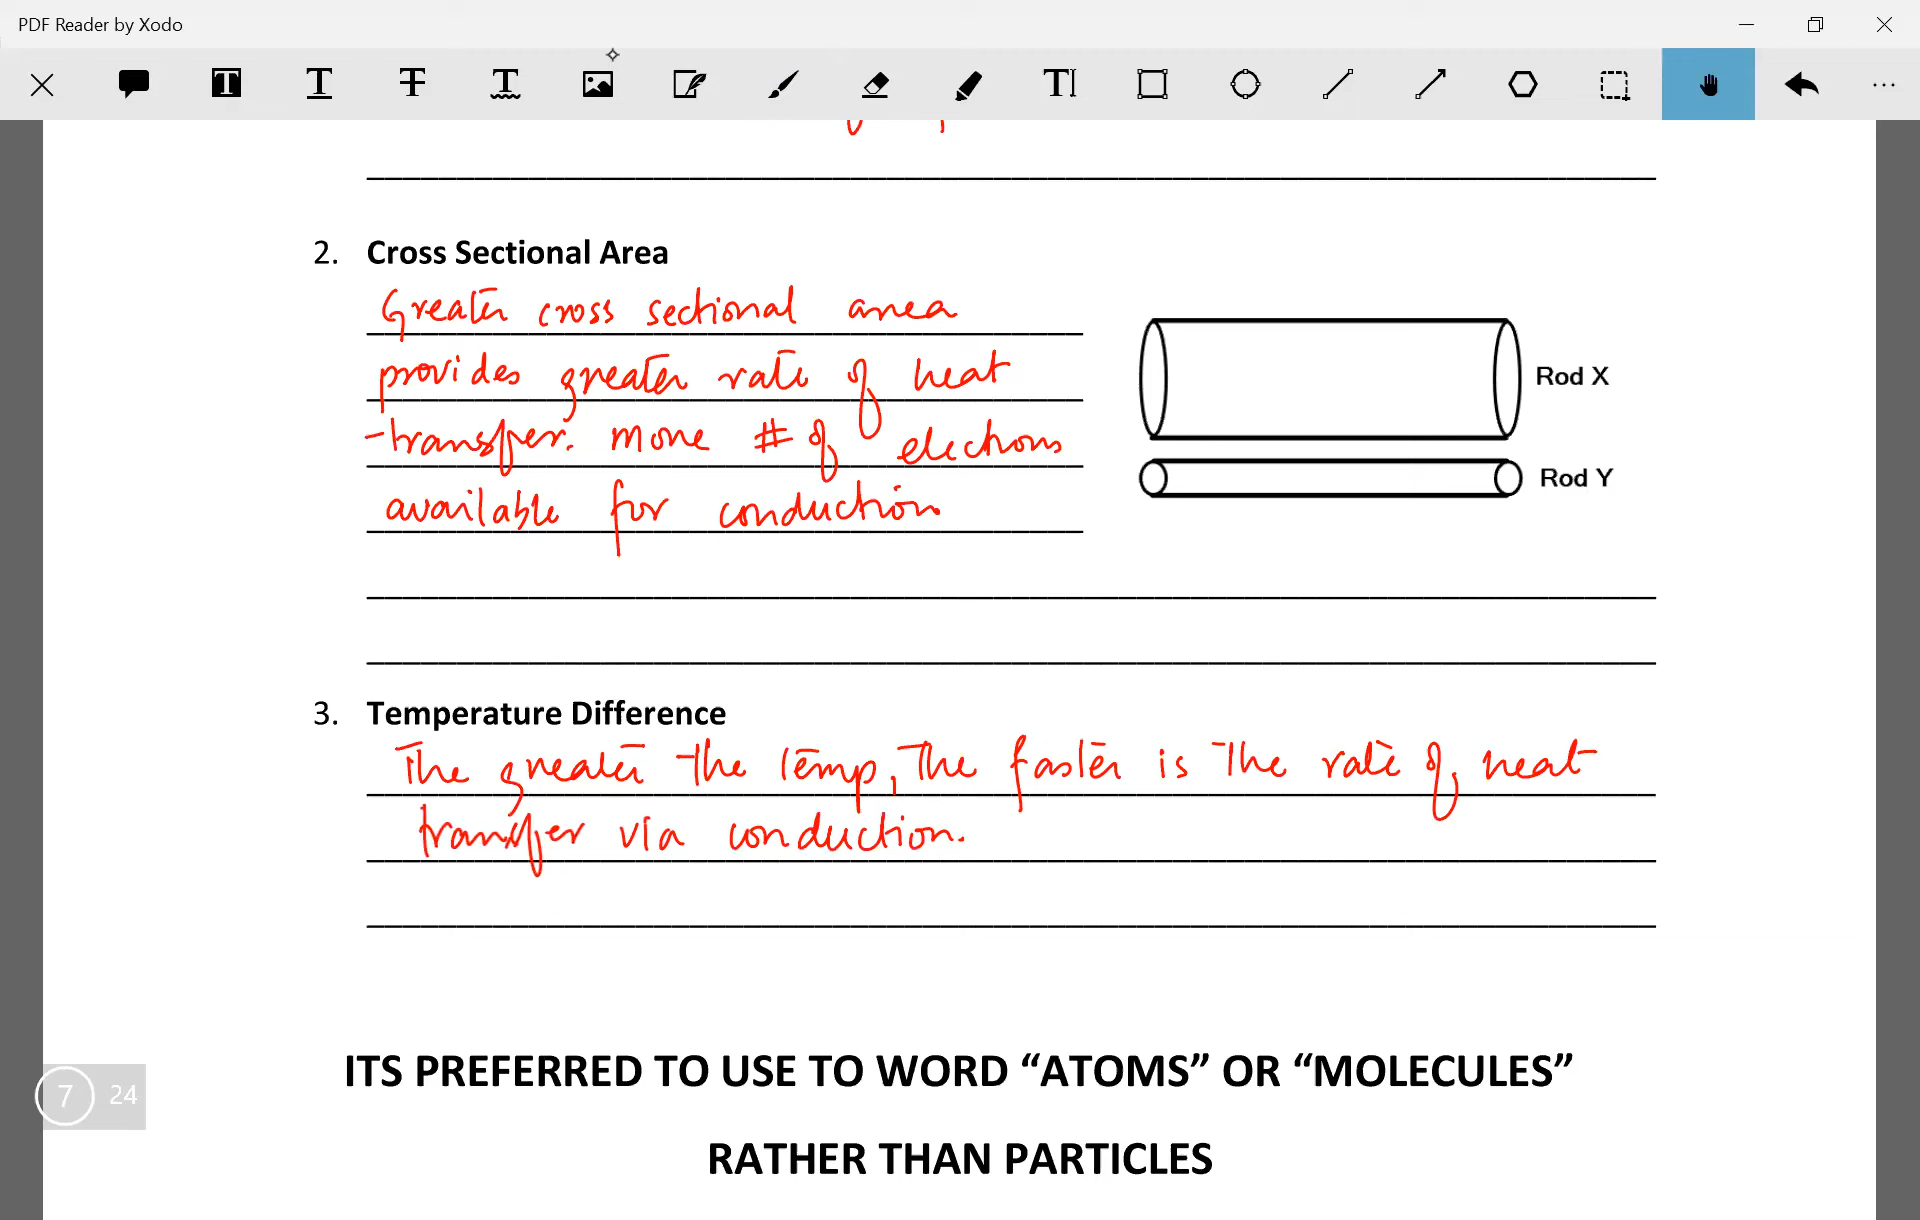 PDF Reader by Xodo
2. Cross Sectional Area
Greater cross sectional area
provides greater rate of heat
transfer. More # of electrons
available for conduction
Rod X
Rod Y
3. Temperature Difference
The greater the temp, The faster is the rate of heat
transfer via conduction.
ITS PREFERRED TO USE TO WORD “ATOMS” OR “MOLECULES”
RATHER THAN PARTICLES
7 24